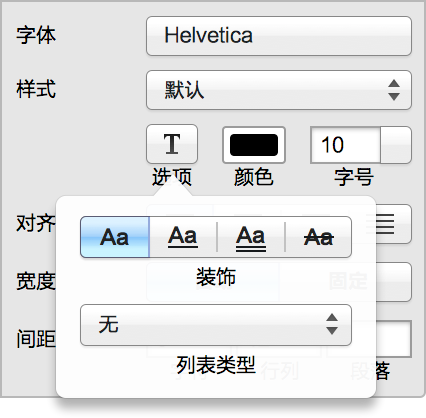 字体 Helvetica
样式 默认
T 10
选项 颜色 字号
对齐
Aa Aa Aa Aa
装饰
宽度 固定
无
间距
列表类型 行列 段落